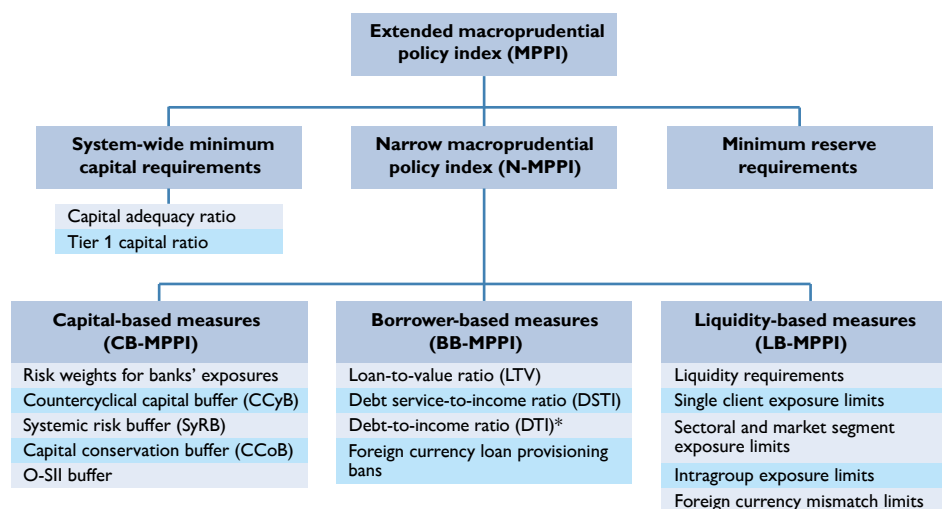 Extended macroprudential
policy index (MPPI)
System-wide minimum
capital requirements
Capital adequacy ratio
Tier 1 capital ratio
Narrow macroprudential
policy index (N-MPPI)
Minimum reserve
requirements
Capital-based measures
(CB-MPPI)
Risk weights for banks’ exposures
Countercyclical capital buffer (CCyB)
Systemic risk buffer (SyRB)
Capital conservation buffer (CCoB)
O-SII buffer
Borrower-based measures
(BB-MPPI)
Loan-to-value ratio (LTV)
Debt service-to-income ratio (DSTI)
Debt-to-income ratio (DTI)*
Foreign currency loan provisioning
bans
Liquidity-based measures
(LB-MPPI)
Liquidity requirements
Single client exposure limits
Sectoral and market segment
exposure limits
Intragroup exposure limits
Foreign currency mismatch limits